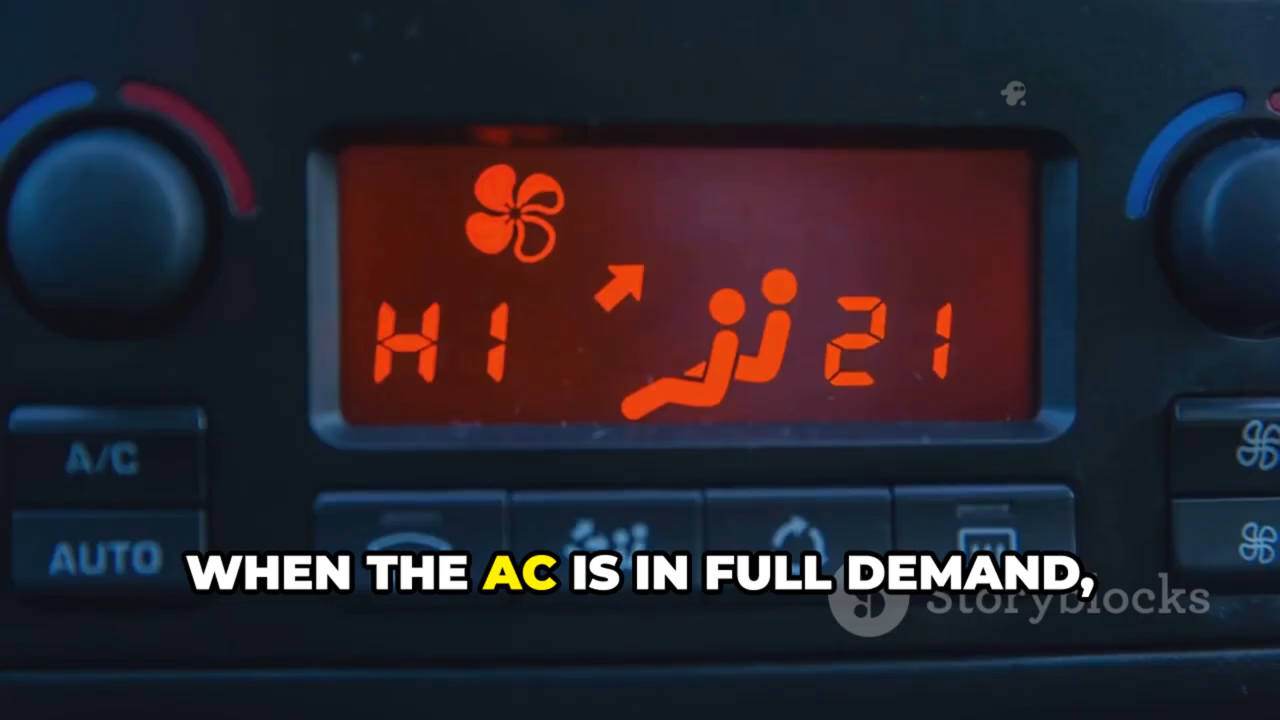 HI 21
A/C
AUTO
WHEN THE AC IS IN FULL DEMAND,
Storyblocks